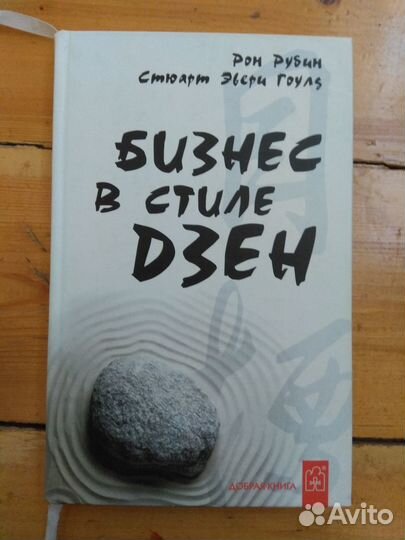 Рон Рубин
Стюарт Эвери Гоулд
БИЗНЕС
В СТИЛЕ
ДЗЕН
ДОБРАЯ КНИГА
Avito